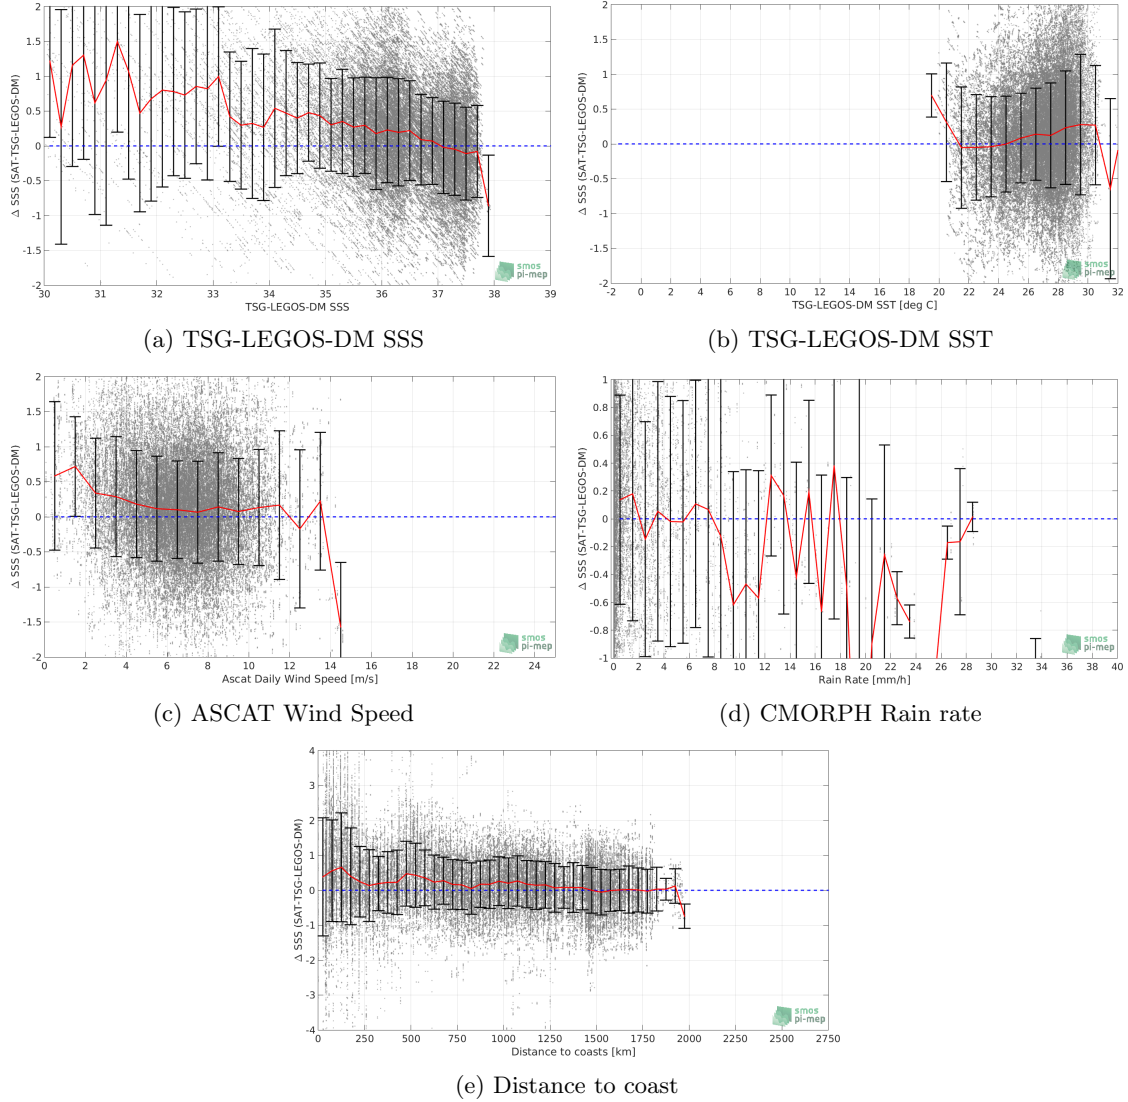 2
1.5
1
0.5
0
-0.5
-1
-1.5
-2
Δ SSS (SAT-TSG-LEGOS-DM)
30 31 32 33 34 35 36 37 38 39
TSG-LEGOS-DM SSS
smos
pi-mep
(a) TSG-LEGOS-DM SSS
2
1.5
1
0.5
0
-0.5
-1
-1.5
-2
Δ SSS (SAT-TSG-LEGOS-DM)
-2 0 2 4 6 8 10 12 14 16 18 20 22 24 26 28 30 32
TSG-LEGOS-DM SST [deg C]
smos
pi-mep
(b) TSG-LEGOS-DM SST
2
1.5
1
0.5
0
-0.5
-1
-1.5
-2
Δ SSS (SAT-TSG-LEGOS-DM)
0 2 4 6 8 10 12 14 16 18 20 22 24
Ascat Daily Wind Speed [m/s]
smos
pi-mep
(c) ASCAT Wind Speed
1
0.8
0.6
0.4
0.2
0
-0.2
-0.4
-0.6
-0.8
-1
Δ SSS (SAT-TSG-LEGOS-DM)
0 2 4 6 8 10 12 14 16 18 20 22 24 26 28 30 32 34 36 38 40
Rain Rate [mm/h]
smos
pi-mep
(d) CMORPH Rain rate
4
3
2
1
0
-1
-2
-3
-4
Δ SSS (SAT-TSG-LEGOS-DM)
0 250 500 750 1000 1250 1500 1750 2000 2250 2500 2750
Distance to coasts [km]
smos
pi-mep
(e) Distance to coast